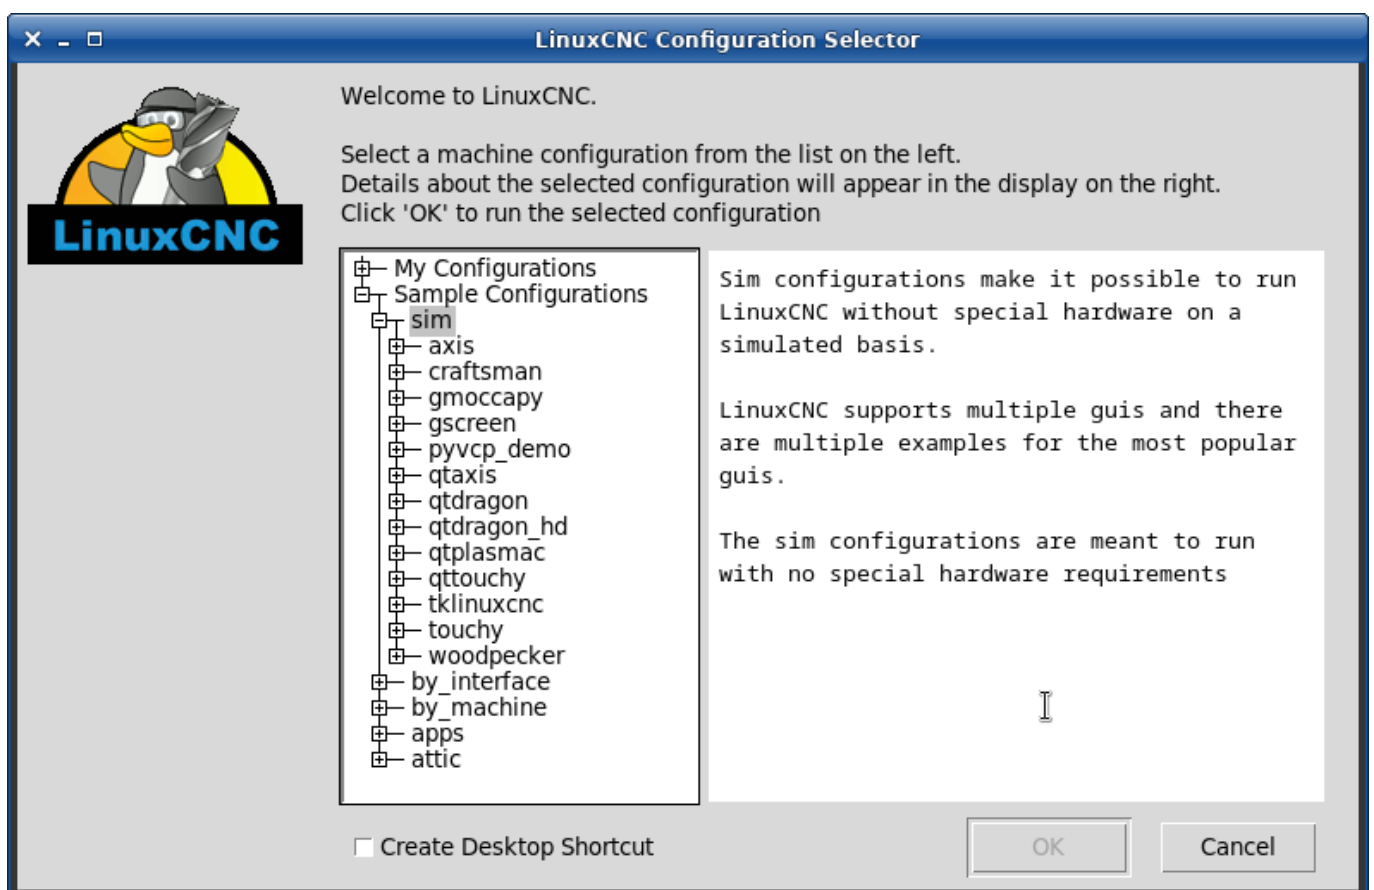 LinuxCNC Configuration Selector
LinuxCNC
Welcome to LinuxCNC.
Select a machine configuration from the list on the left.
Details about the selected configuration will appear in the display on the right.
Click 'OK' to run the selected configuration
My Configurations
Sample Configurations
sim
axis
craftsman
gmoccapy
gscreen
pyvcp_demo
qtaxis
qtdragon
qtdragon_hd
qtplasmac
qttouchy
tklinuxcnc
touchy
woodpecker
by_interface
by_machine
apps
attic
Sim configurations make it possible to run
LinuxCNC without special hardware on a
simulated basis.
LinuxCNC supports multiple guis and there
are multiple examples for the most popular
guis.
The sim configurations are meant to run
with no special hardware requirements
Create Desktop Shortcut
OK
Cancel